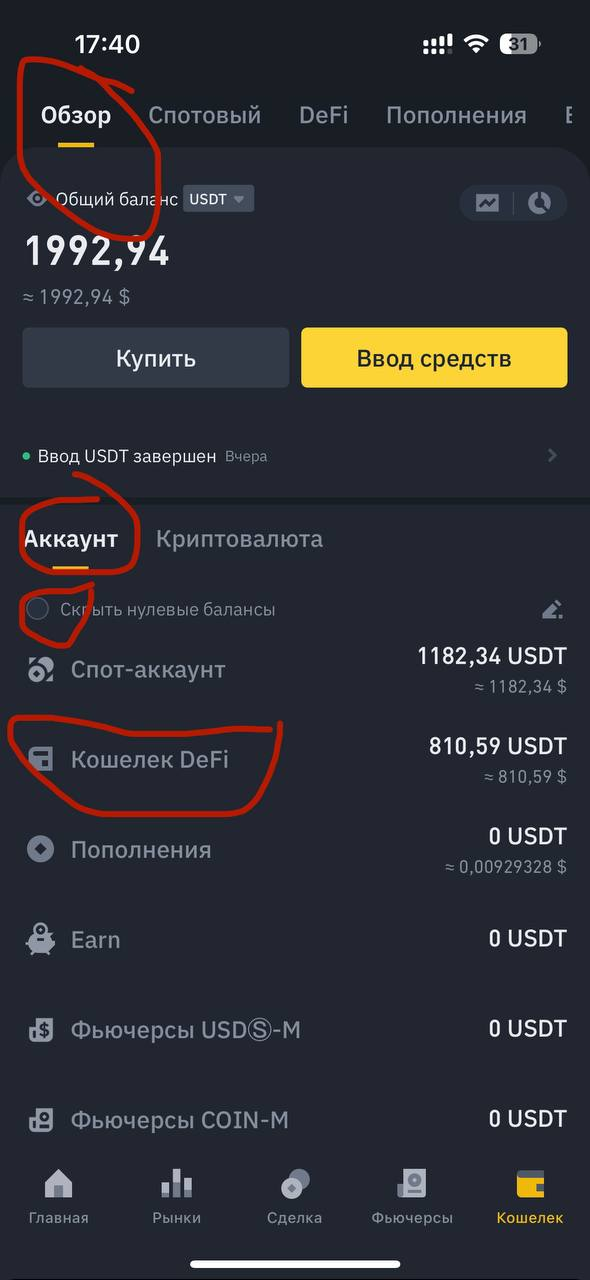 17:40
31
Обзор Спотовый DeFi Пополнения
Общий баланс USDT
1992,94
≈ 1992,94 $
Купить Ввод средств
Ввод USDT завершен Вчера
Аккаунт Криптовалюта
Скрыть нулевые балансы
Спот-аккаунт 1182,34 USDT
≈ 1182,34 $
Кошелек DeFi 810,59 USDT
≈ 810,59 $
Пополнения 0 USDT
≈ 0,00929328 $
Earn 0 USDT
Фьючерсы USDⓈ-M 0 USDT
Фьючерсы COIN-M 0 USDT
Главная Рынки Сделка Фьючерсы Кошелек